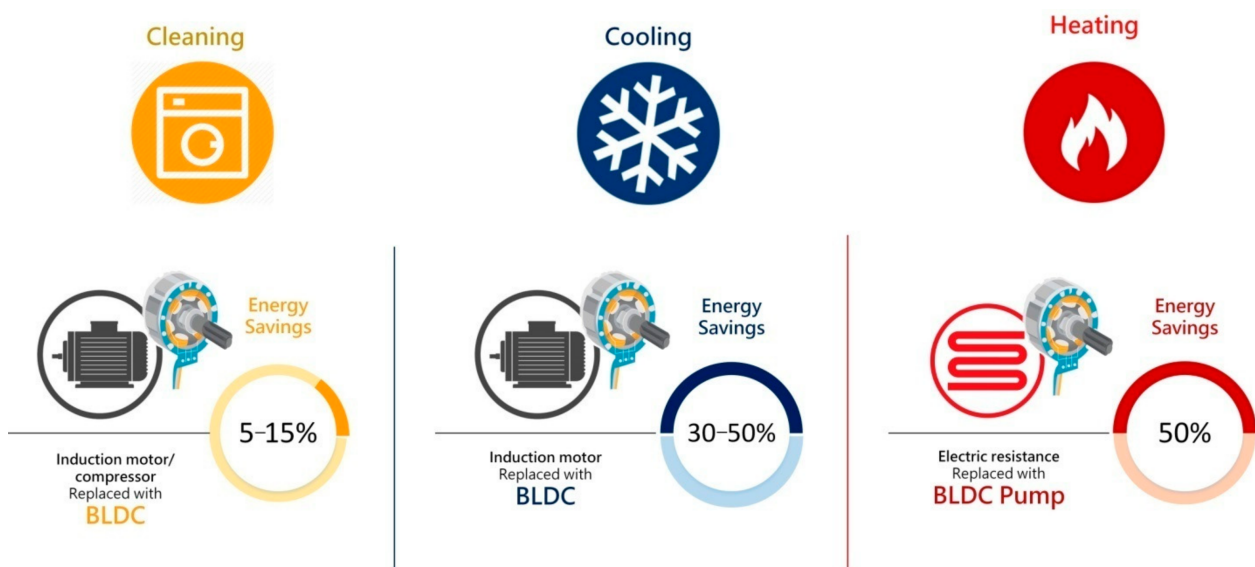 Cleaning
Cooling
Heating
Energy
Savings
5–15%
Induction motor/
compressor
Replaced with
BLDC
Energy
Savings
30–50%
Induction motor
Replaced with
BLDC
Energy
Savings
50%
Electric resistance
Replaced with
BLDC Pump